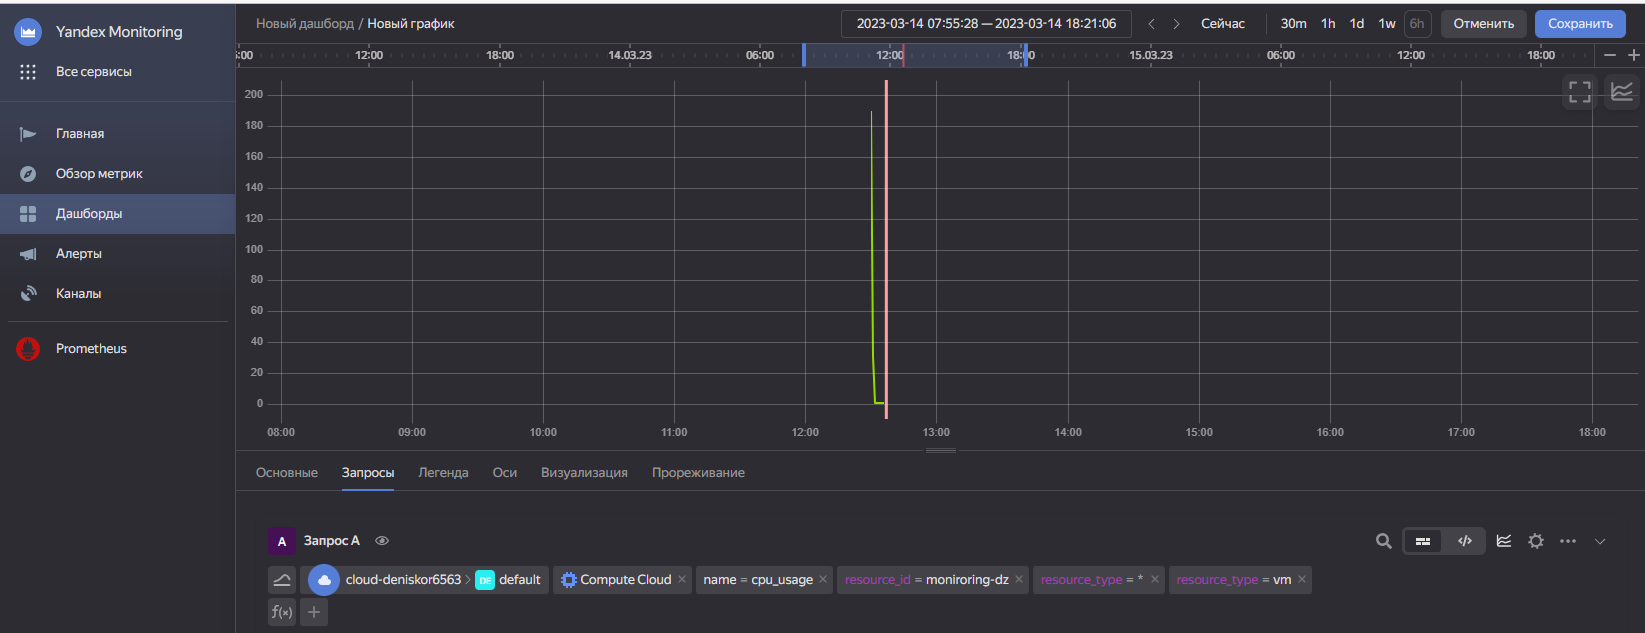 Yandex Monitoring
Все сервисы
Главная
Обзор метрик
Дашборды
Алерты
Каналы
Prometheus
Новый дашборд / Новый график
2023-03-14 07:55:28 — 2023-03-14 18:21:06
Сейчас
30m 1h 1d 1w 6h
Отменить
Сохранить
:00 12:00 18:00 14.03.23 06:00 12:00 18:00 15.03.23 06:00 12:00 18:00
200
180
160
140
120
100
80
60
40
20
0
08:00 09:00 10:00 11:00 12:00 13:00 14:00 15:00 16:00 17:00 18:00
Основные Запросы Легенда Оси Визуализация Прореживание
A Запрос A
cloud-deniskor6563 > DE default Compute Cloud × name = cpu_usage × resource_id = moniroring-dz × resource_type = * × resource_type = vm ×
f(x) +